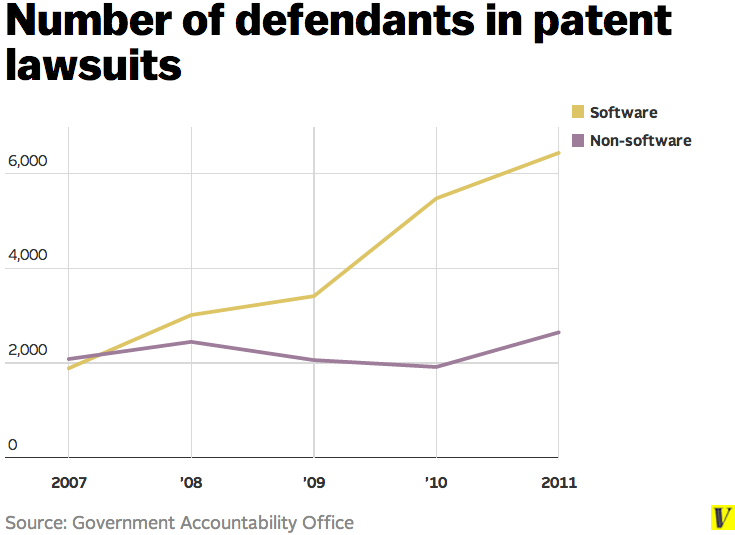 Number of defendants in patent
lawsuits
Software
Non-software
6,000
4,000
2,000
0
2007 ’08 ’09 ’10 2011
Source: Government Accountability Office
V